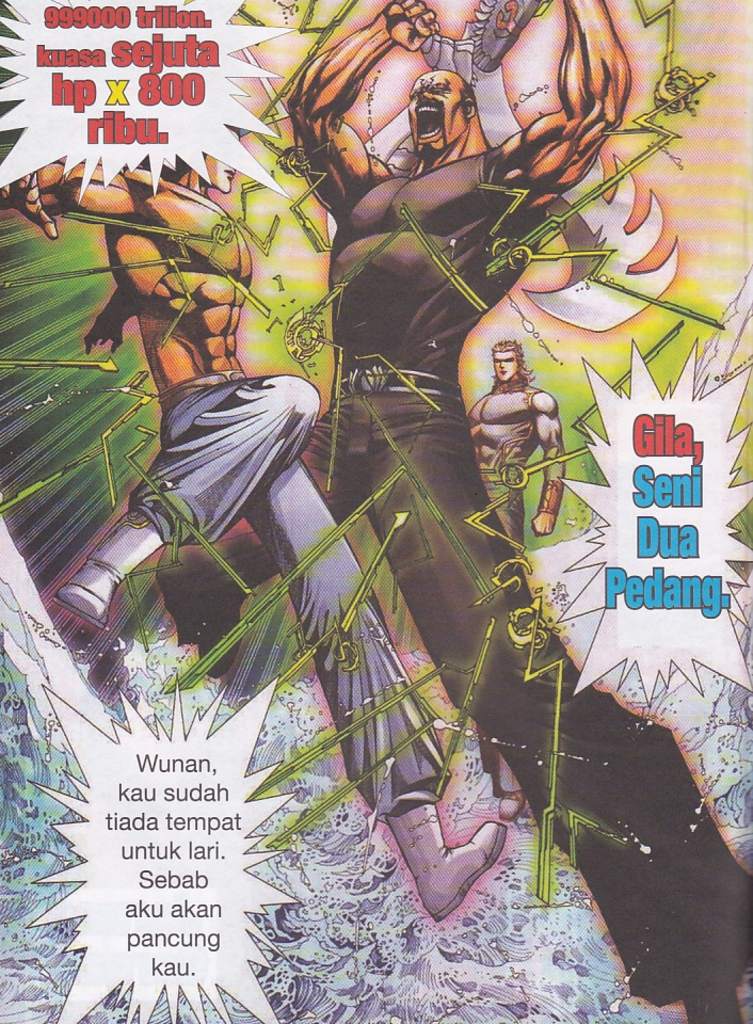 999000 trilion.
kuasa sejuta
hp x 800
ribu.
Gila,
Seni
Dua
Pedang.
Wunan,
kau sudah
tiada tempat
untuk lari.
Sebab
aku akan
pancung
kau.